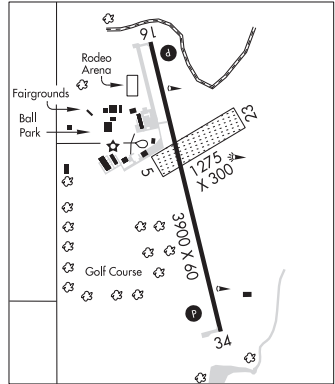 16
P
Rodeo
Arena
Fairgrounds
Ball
Park
23
5
1275
X 300
3900 X 60
Golf Course
P
34